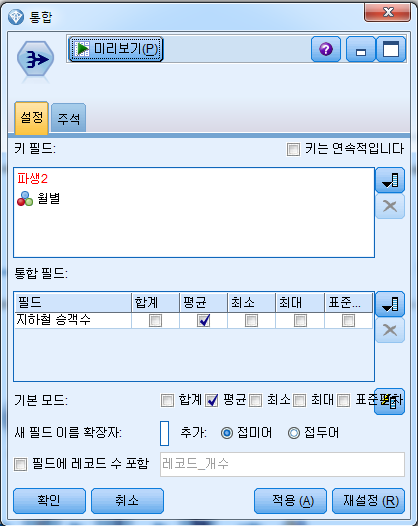 통합
미리보기(P)
설정 주석
키 필드: 키는 연속적입니다
파생2
월별
통합 필드:
필드 합계 평균 최소 최대 표준...
지하철 승객수
기본 모드: 합계 평균 최소 최대 표준편차
새 필드 이름 확장자: 추가: 접미어 접두어
필드에 레코드 수 포함 레코드_개수
확인 취소 적용 (A) 재설정 (R)